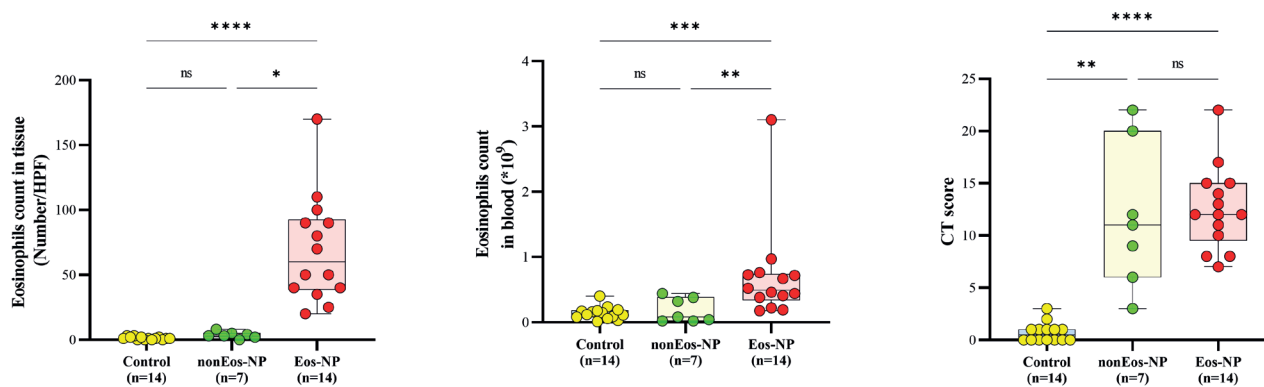 ****
ns
*
200
150
100
50
0
Eosinophils count in tissue
(Number/HPF)
Control
(n=14)
nonEos-NP
(n=7)
Eos-NP
(n=14)
***
ns
**
4
3
2
1
0
Eosinophils count
in blood (*10^9)
Control
(n=14)
nonEos-NP
(n=7)
Eos-NP
(n=14)
****
**
ns
25
20
15
10
5
0
CT score
Control
(n=14)
nonEos-NP
(n=7)
Eos-NP
(n=14)